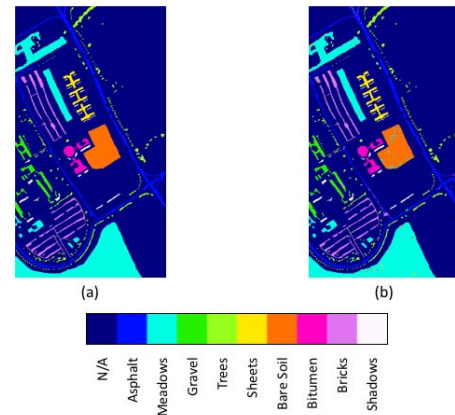 (a)
(b)
N/A
Asphalt
Meadows
Gravel
Trees
Sheets
Bare Soil
Bitumen
Bricks
Shadows